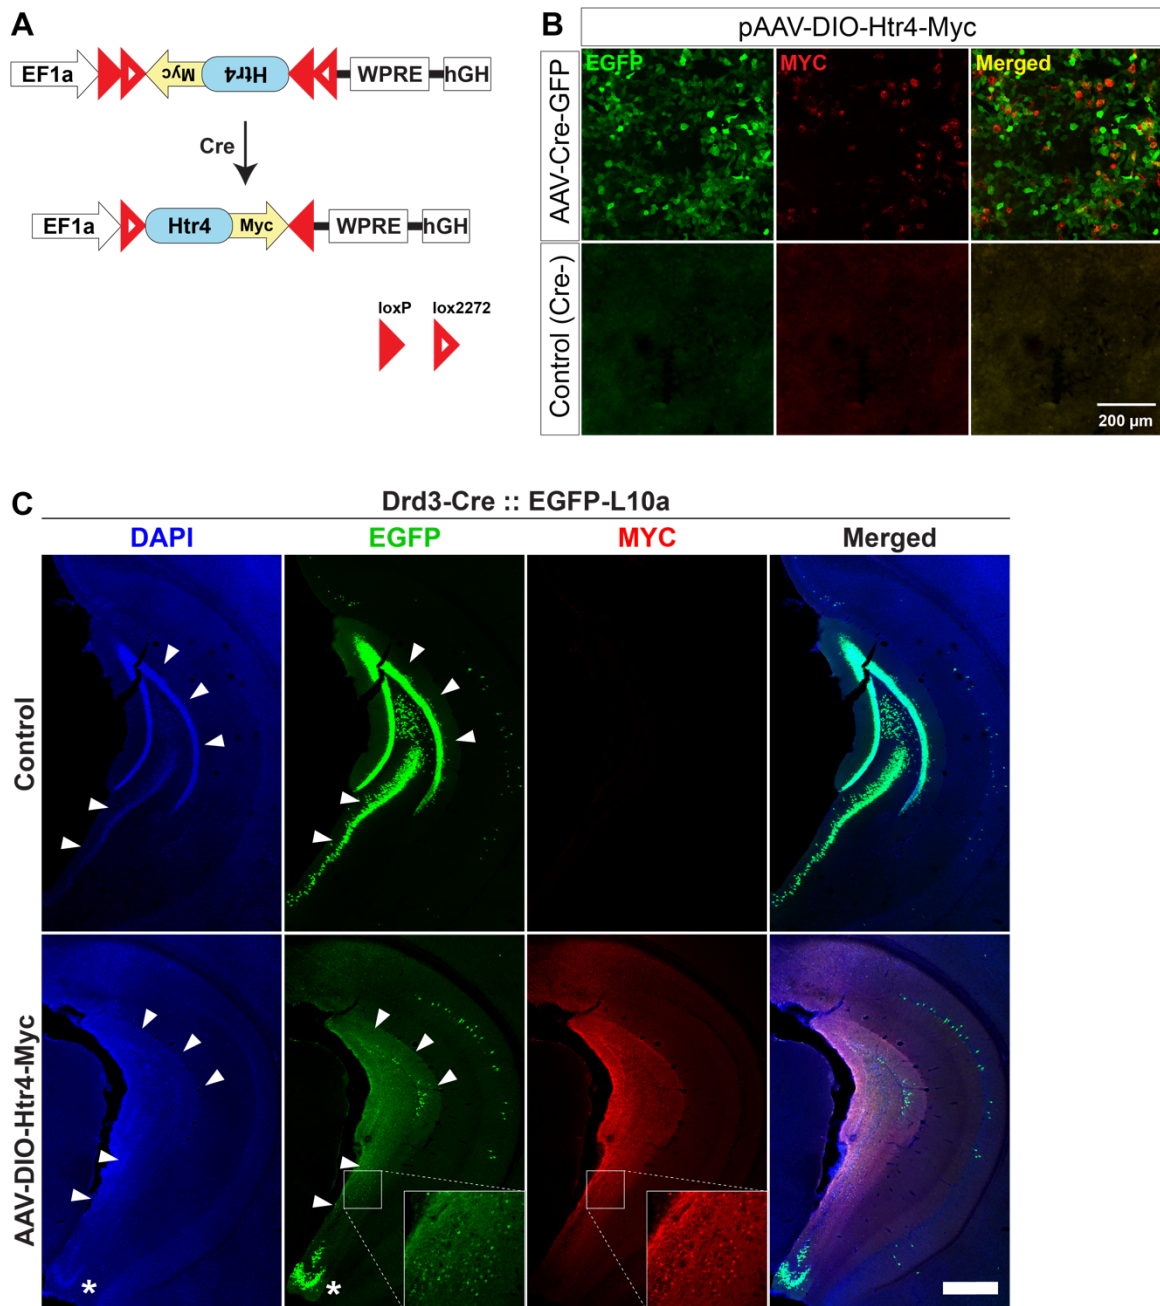 A
EF1a Myc Htr4 WPRE hGH
Cre
EF1a Htr4 Myc WPRE hGH
loxP lox2272
B
pAAV-DIO-Htr4-Myc
AAV-Cre-GFP
EGFP MYC Merged
Control (Cre-)
200 µm
C
Drd3-Cre :: EGFP-L10a
DAPI EGFP MYC Merged
Control
AAV-DIO-Htr4-Myc
* *